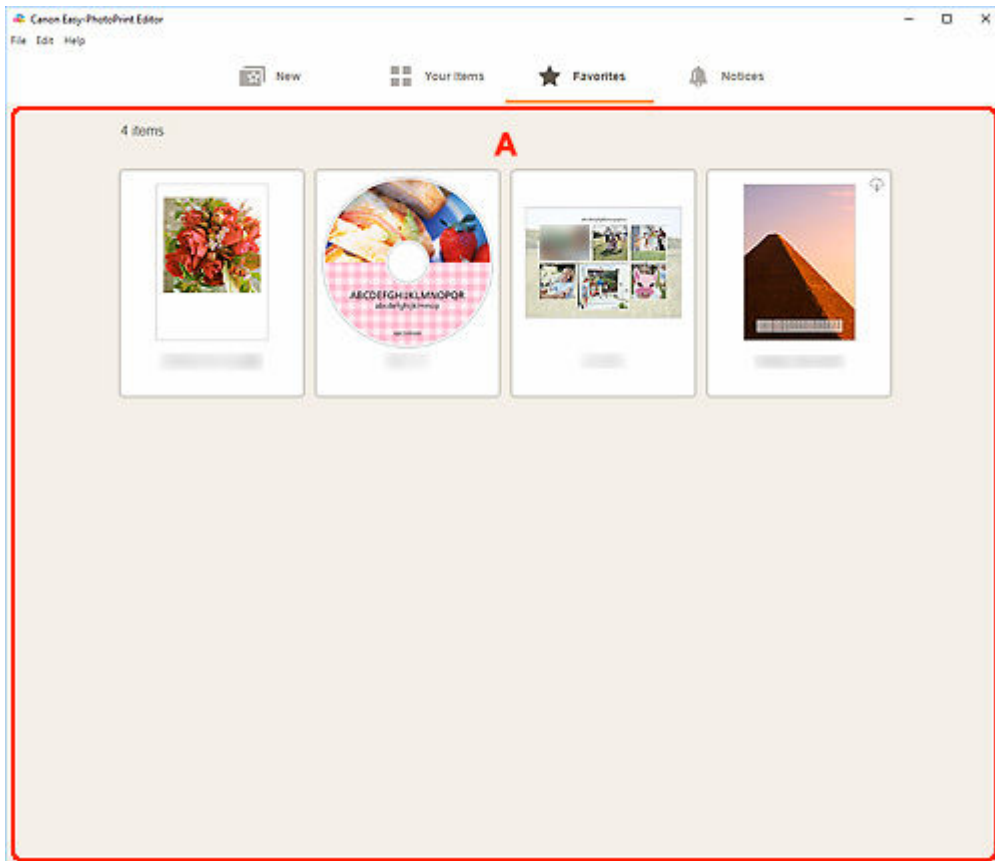 Canon Easy-PhotoPrint Editor
File Edit Help
New Your Items Favorites Notices
4 items
A
ABCDEFGHIJKLMNOPQR
abcdefghijklmnop